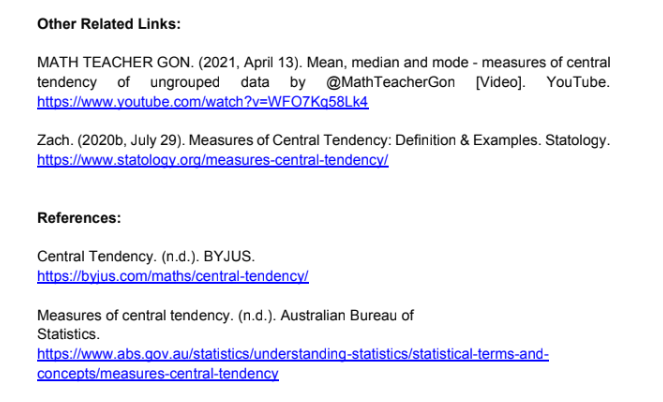 Other Related Links:
MATH TEACHER GON. (2021, April 13). Mean, median and mode - measures of central
tendency of ungrouped data by @MathTeacherGon [Video]. YouTube.
https://www.youtube.com/watch?v=WFO7Kq58Lk4
Zach. (2020b, July 29). Measures of Central Tendency: Definition & Examples. Statology.
https://www.statology.org/measures-central-tendency/
References:
Central Tendency. (n.d.). BYJUS.
https://byjus.com/maths/central-tendency/
Measures of central tendency. (n.d.). Australian Bureau of
Statistics.
https://www.abs.gov.au/statistics/understanding-statistics/statistical-terms-and-
concepts/measures-central-tendency